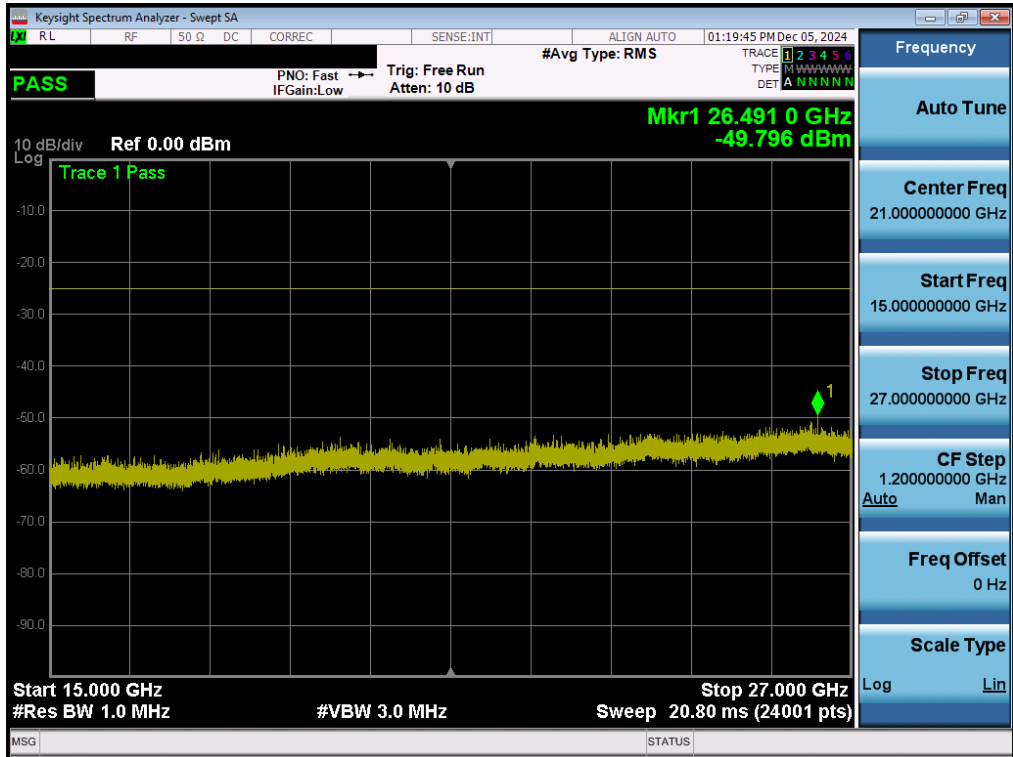 Keysight Spectrum Analyzer - Swept SA
LXI RL RF 50 Ω DC CORREC SENSE:INT ALIGN AUTO 01:19:45 PM Dec 05, 2024
#Avg Type: RMS TRACE 1 2 3 4 5 6
PNO: Fast Trig: Free Run TYPE M W W W W W
PASS IFGain:Low Atten: 10 dB DET A N N N N N
Mkr1 26.491 0 GHz
-49.796 dBm
10 dB/div Ref 0.00 dBm
Log
Trace 1 Pass
-10.0
-20.0
-30.0
-40.0
1
-50.0
-60.0
-70.0
-80.0
-90.0
Start 15.000 GHz Stop 27.000 GHz
#Res BW 1.0 MHz #VBW 3.0 MHz Sweep 20.80 ms (24001 pts)
MSG STATUS
Frequency
Auto Tune
Center Freq
21.000000000 GHz
Start Freq
15.000000000 GHz
Stop Freq
27.000000000 GHz
CF Step
1.200000000 GHz
Auto Man
Freq Offset
0 Hz
Scale Type
Log Lin